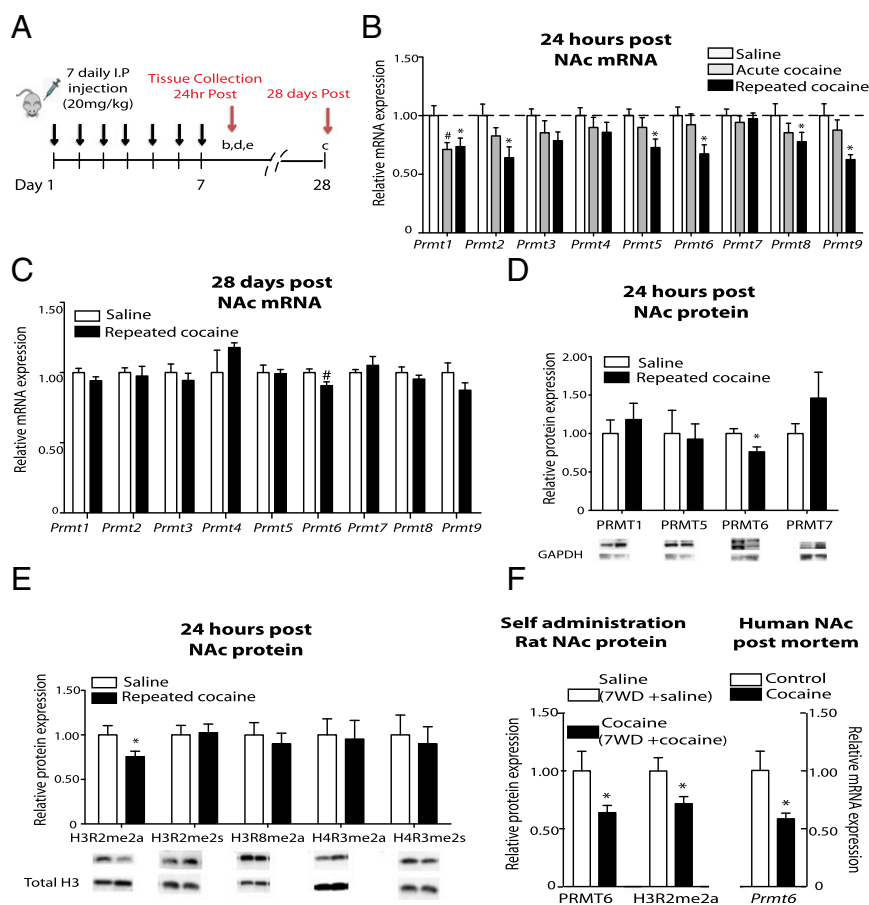 A
7 daily I.P
injection
(20mg/kg)
Tissue Collection
24hr Post
28 days Post
b,d,e
c
Day 1
7
28
B
24 hours post
NAc mRNA
Saline
Acute cocaine
Repeated cocaine
Relative mRNA expression
1.50
1.00
0.50
0
#
*
*
*
*
*
*
Prmt1 Prmt2 Prmt3 Prmt4 Prmt5 Prmt6 Prmt7 Prmt8 Prmt9
C
28 days post
NAc mRNA
Saline
Repeated cocaine
Relative mRNA expression
1.50
1.00
0.50
0
#
Prmt1 Prmt2 Prmt3 Prmt4 Prmt5 Prmt6 Prmt7 Prmt8 Prmt9
D
24 hours post
NAc protein
Saline
Repeated cocaine
Relative protein expression
2.00
1.00
0.50
0
*
PRMT1 PRMT5 PRMT6 PRMT7
GAPDH
E
24 hours post
NAc protein
Saline
Repeated cocaine
Relative protein expression
1.50
1.00
0.50
0
*
H3R2me2a H3R2me2s H3R8me2a H4R3me2a H4R3me2s
Total H3
F
Self administration
Rat NAc protein
Saline
(7WD +saline)
Cocaine
(7WD +cocaine)
Relative protein expression
1.50
1.00
0.50
0
*
*
PRMT6 H3R2me2a
Human NAc
post mortem
Control
Cocaine
1.50
1.00
0.50
0
Relative mRNA expression
*
Prmt6